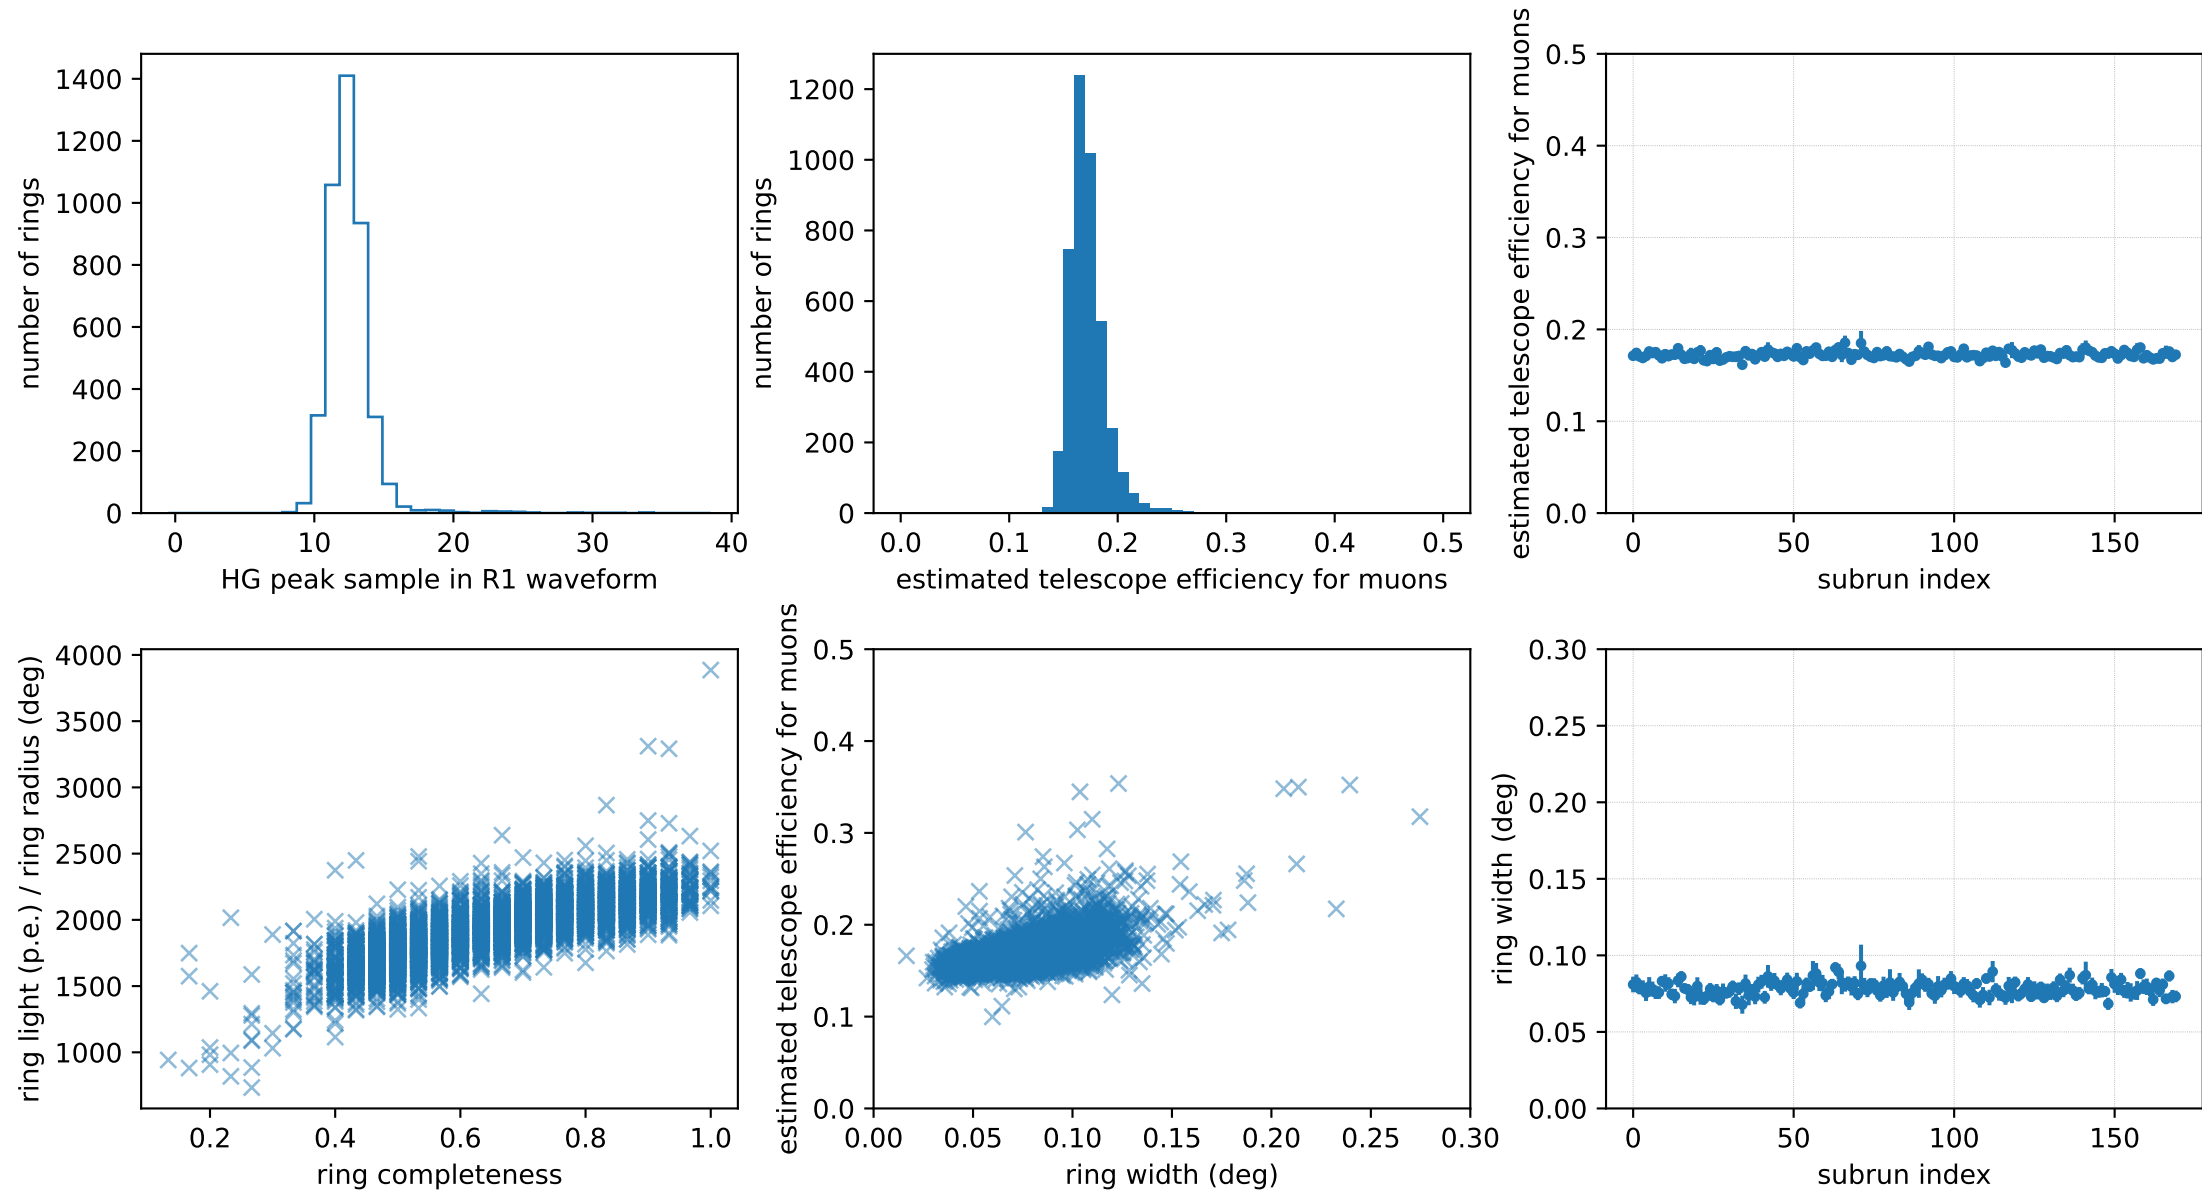 1400
1200
1000
800
600
400
200
0
number of rings
0 10 20 30 40
HG peak sample in R1 waveform
1200
1000
800
600
400
200
0
number of rings
0.0 0.1 0.2 0.3 0.4 0.5
estimated telescope efficiency for muons
0.5
0.4
0.3
0.2
0.1
0.0
estimated telescope efficiency for muons
0 50 100 150
subrun index
4000
3500
3000
2500
2000
1500
1000
ring light (p.e.) / ring radius (deg)
0.2 0.4 0.6 0.8 1.0
ring completeness
0.5
0.4
0.3
0.2
0.1
0.0
estimated telescope efficiency for muons
0.00 0.05 0.10 0.15 0.20 0.25 0.30
ring width (deg)
0.30
0.25
0.20
0.15
0.10
0.05
0.00
ring width (deg)
0 50 100 150
subrun index